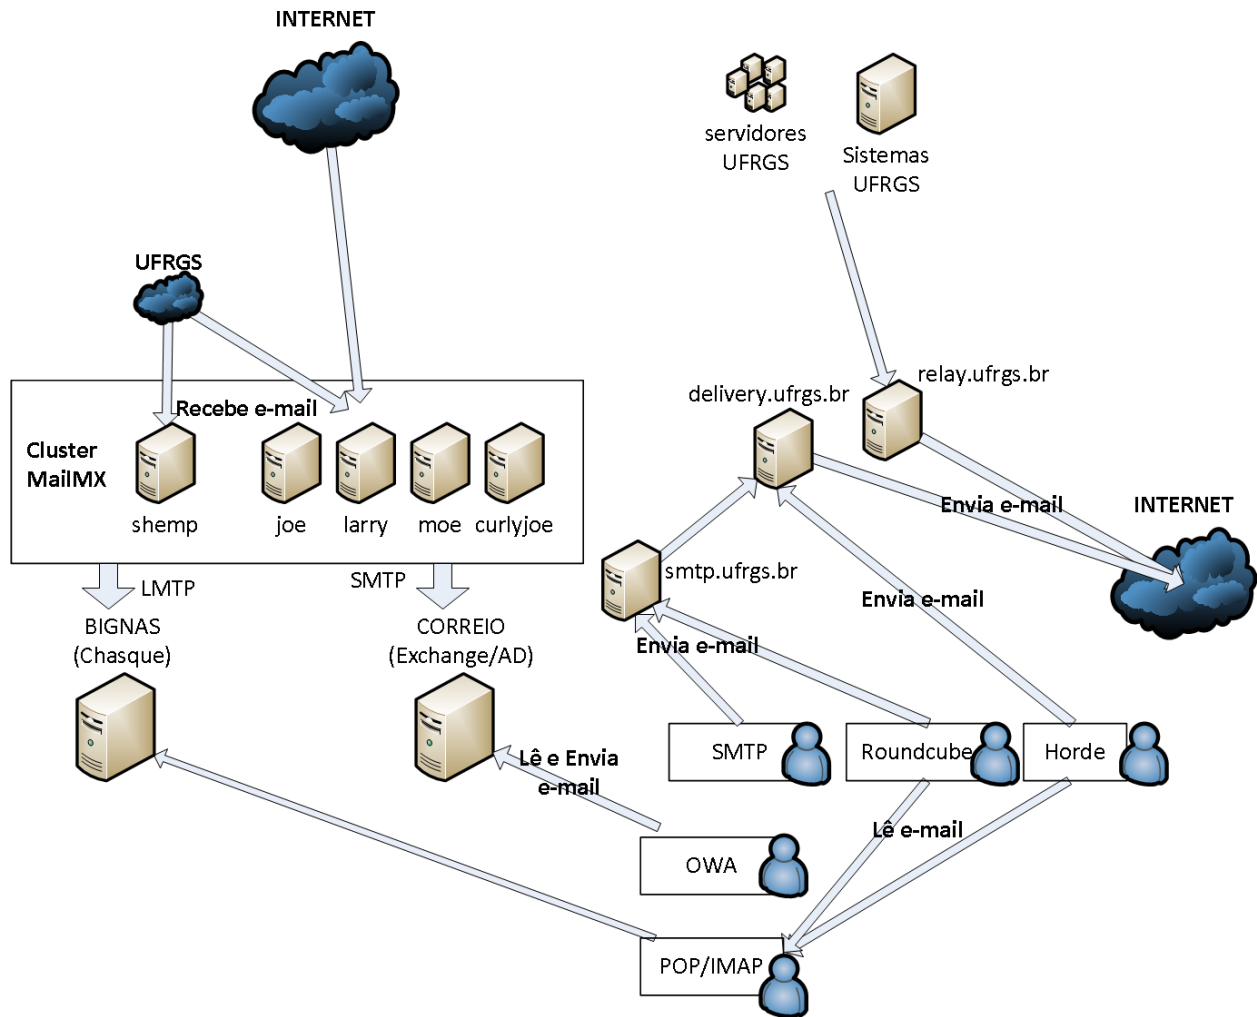 INTERNET
servidores
UFRGS
Sistemas
UFRGS
UFRGS
relay.ufrgs.br
delivery.ufrgs.br
Recebe e-mail
Cluster
MailMX
shemp
joe
larry
moe
curlyjoe
Envia e-mail
INTERNET
smtp.ufrgs.br
LMTP
SMTP
Envia e-mail
BIGNAS
(Chasque)
CORREIO
(Exchange/AD)
Envia e-mail
SMTP
Roundcube
Horde
Lê e Envia
e-mail
Lê e-mail
OWA
POP/IMAP